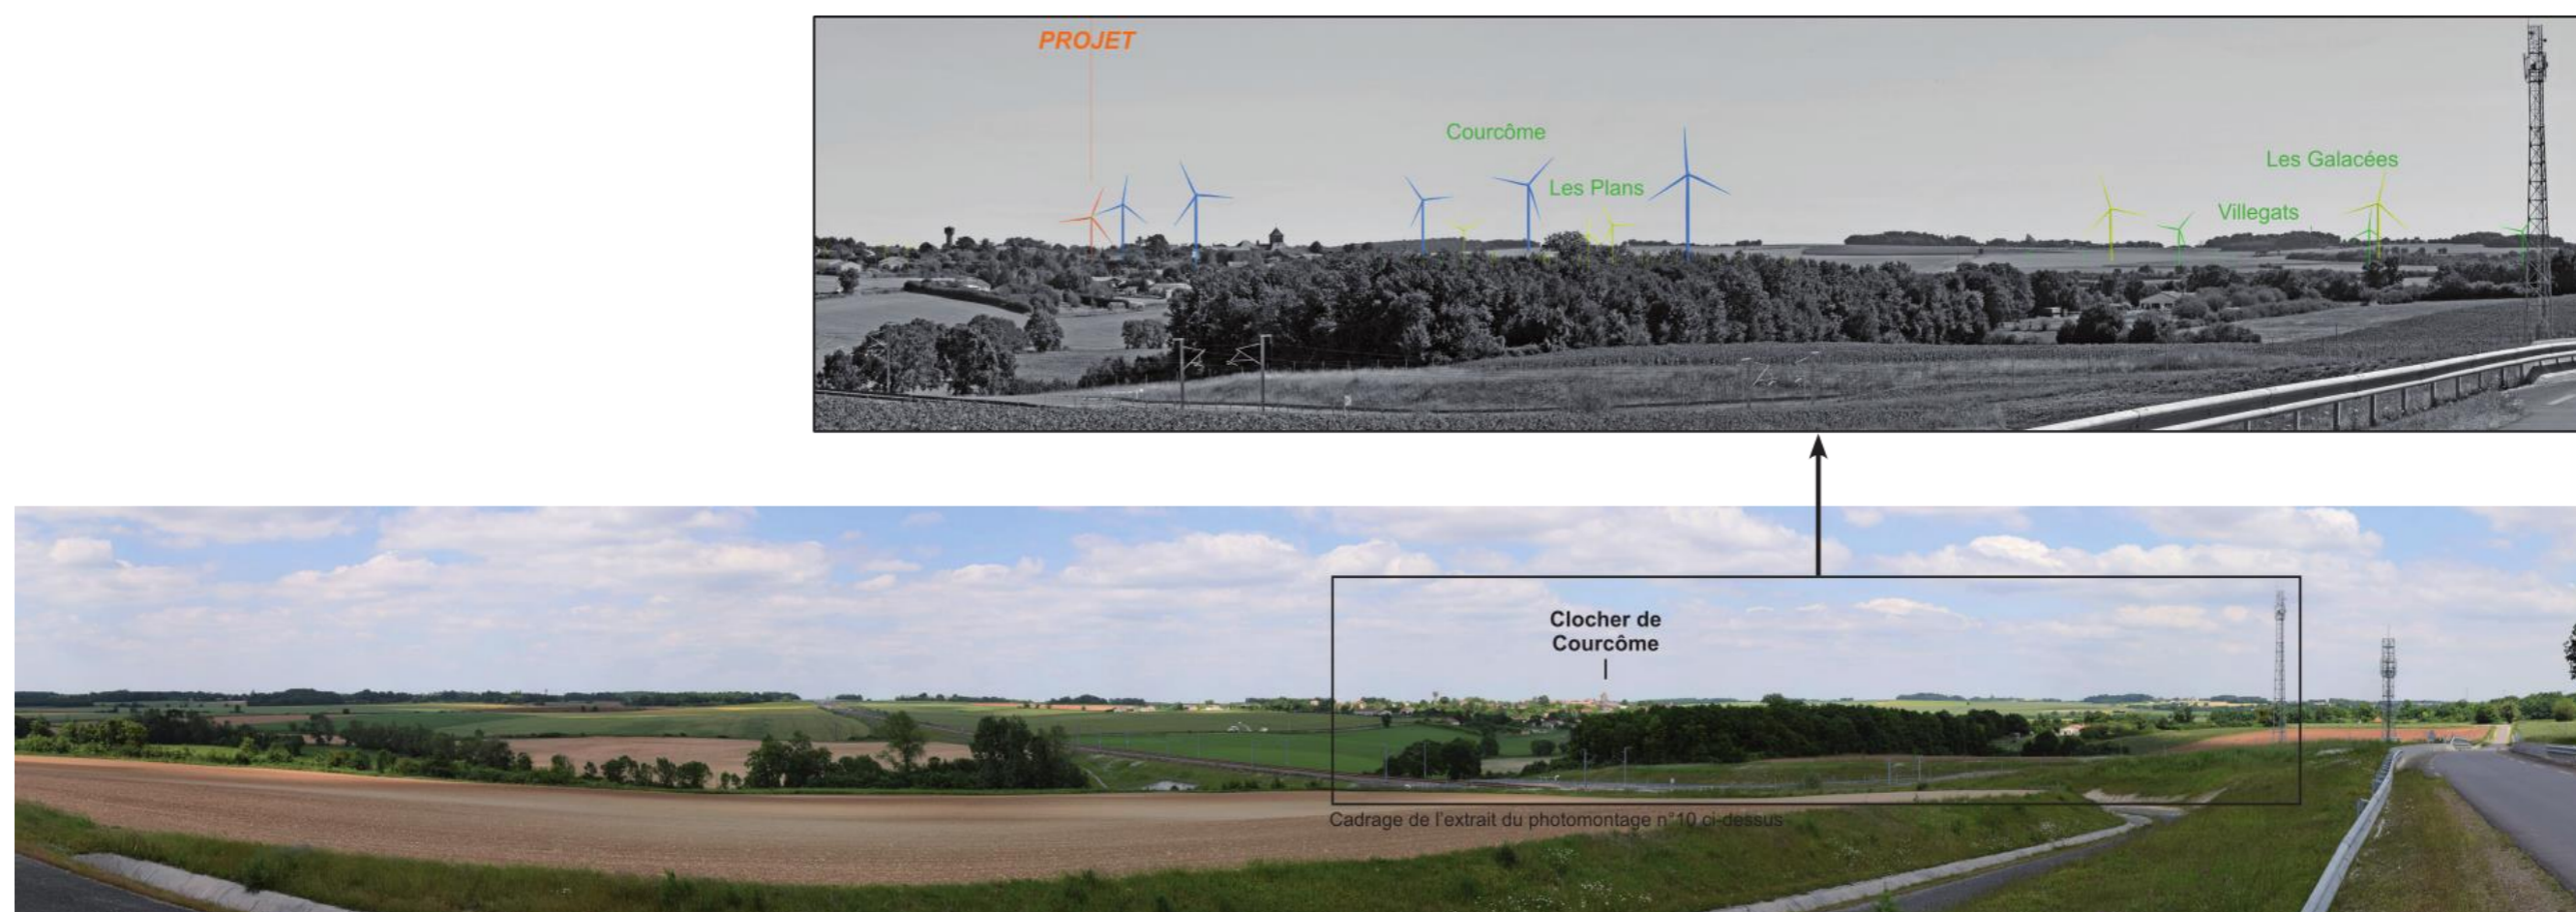 PROJET
Courcôme
Les Plans
Les Galacées
Villegats
Clocher de
Courcôme
Cadrage de l'extrait du photomontage n°10 ci-dessus